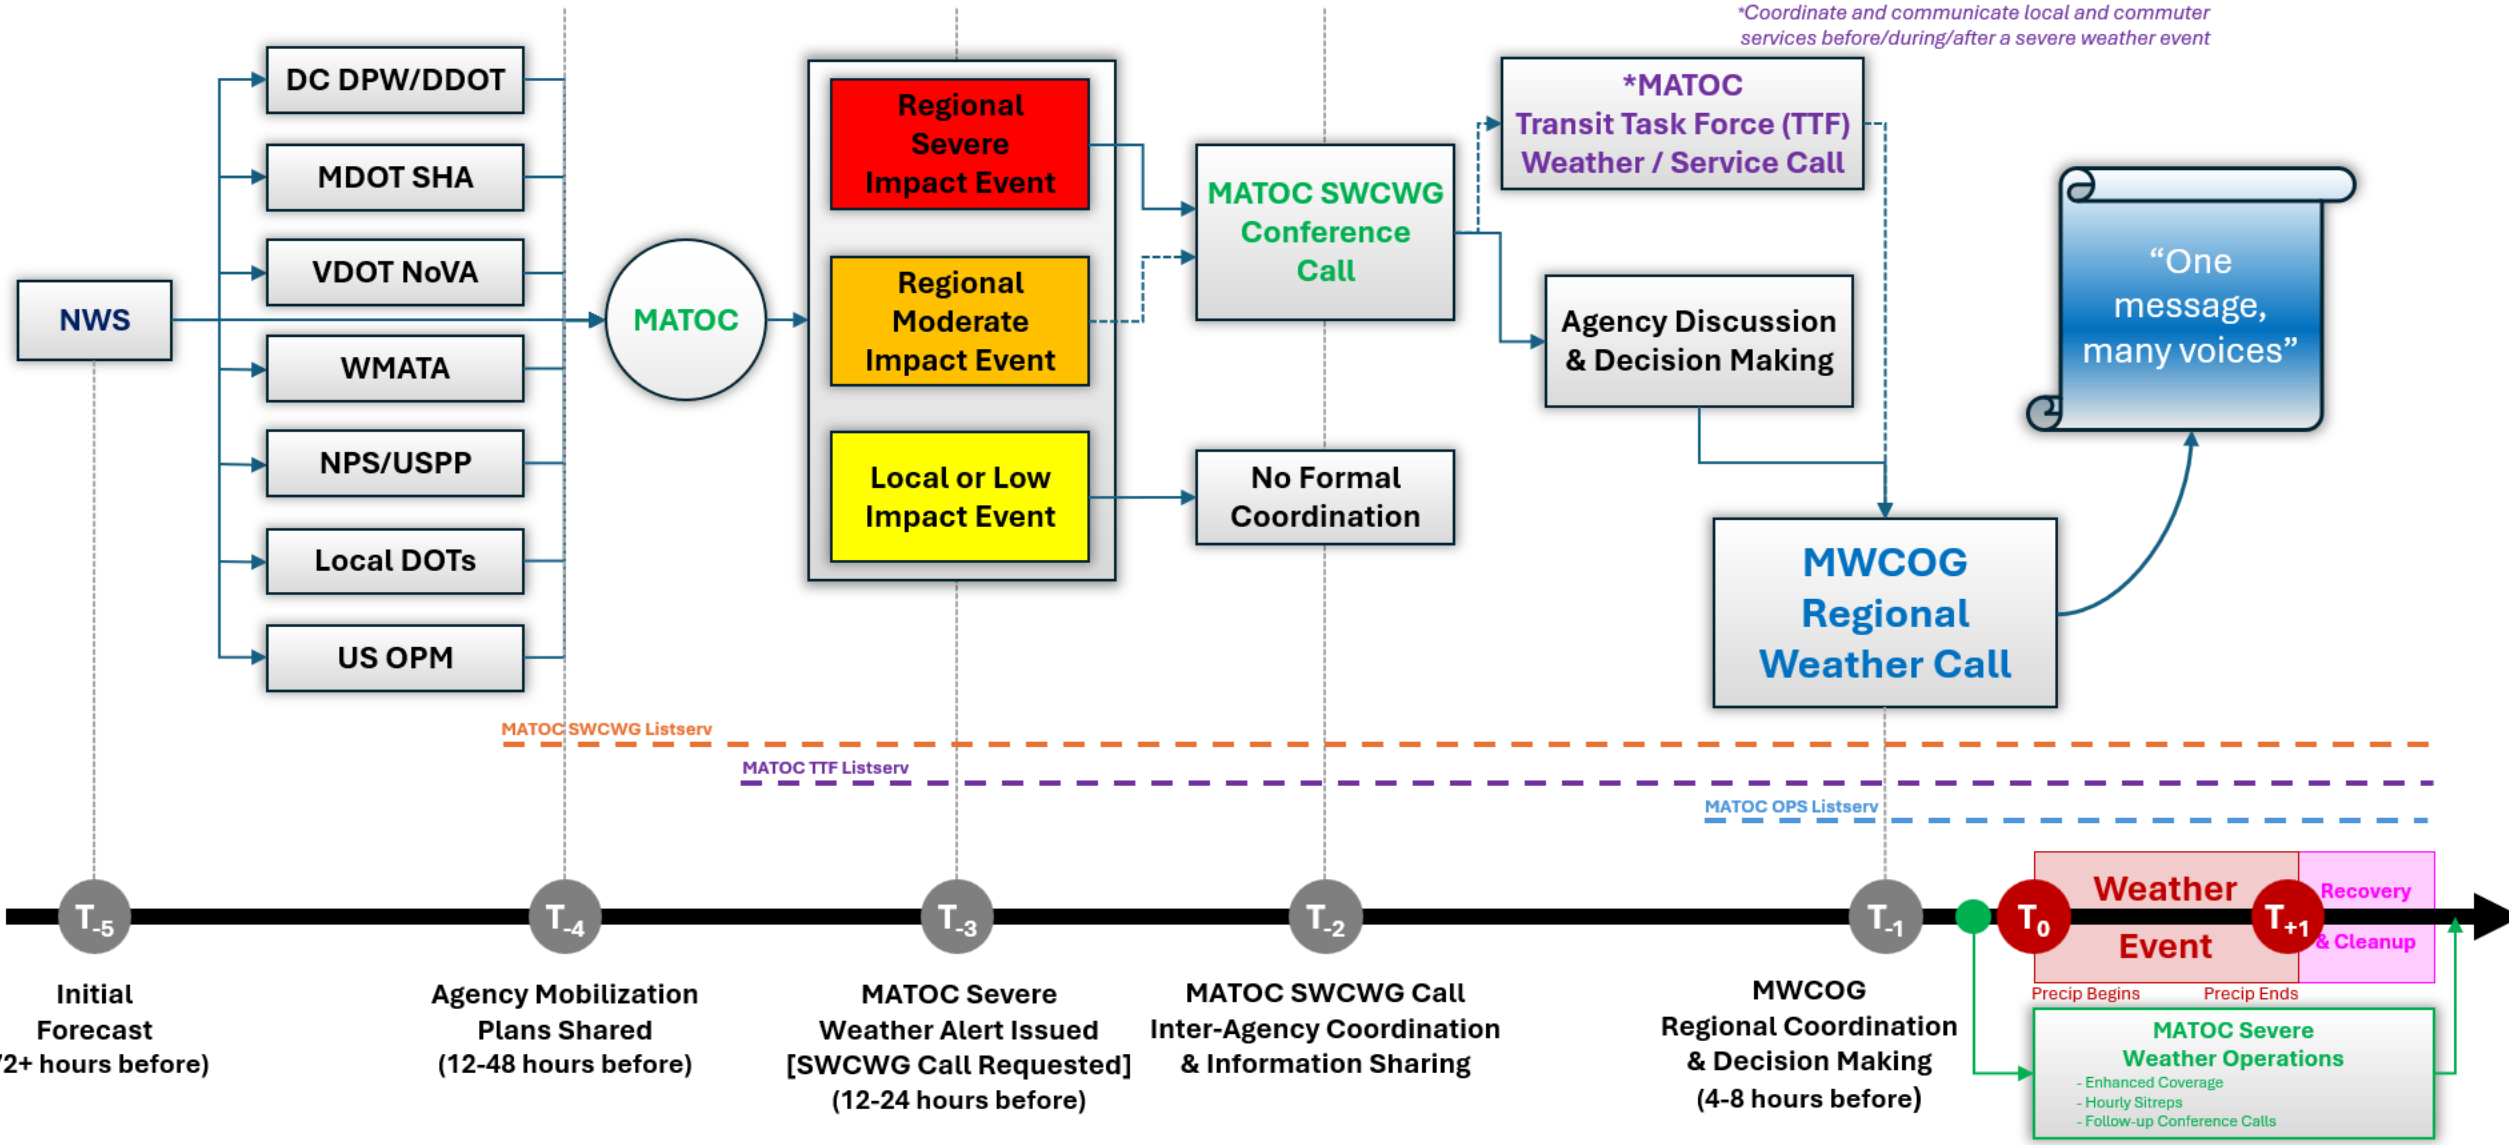 *Coordinate and communicate local and commuter
services before/during/after a severe weather event
NWS
DC DPW/DDOT
MDOT SHA
VDOT NoVA
WMATA
NPS/USPP
Local DOTs
US OPM
MATOC
Regional
Severe
Impact Event
Regional
Moderate
Impact Event
Local or Low
Impact Event
MATOC SWCWG
Conference
Call
No Formal
Coordination
*MATOC
Transit Task Force (TTF)
Weather / Service Call
Agency Discussion
& Decision Making
MWCOG
Regional
Weather Call
“One
message,
many voices”
MATOC SWCWG Listserv
MATOC TTF Listserv
MATOC OPS Listserv
T-5
T-4
T-3
T-2
T-1
T0
Weather
Event
T+1
Recovery
& Cleanup
Precip Begins
Precip Ends
Initial
Forecast
2+ hours before)
Agency Mobilization
Plans Shared
(12-48 hours before)
MATOC Severe
Weather Alert Issued
[SWCWG Call Requested]
(12-24 hours before)
MATOC SWCWG Call
Inter-Agency Coordination
& Information Sharing
MWCOG
Regional Coordination
& Decision Making
(4-8 hours before)
MATOC Severe
Weather Operations
- Enhanced Coverage
- Hourly Sitreps
- Follow-up Conference Calls